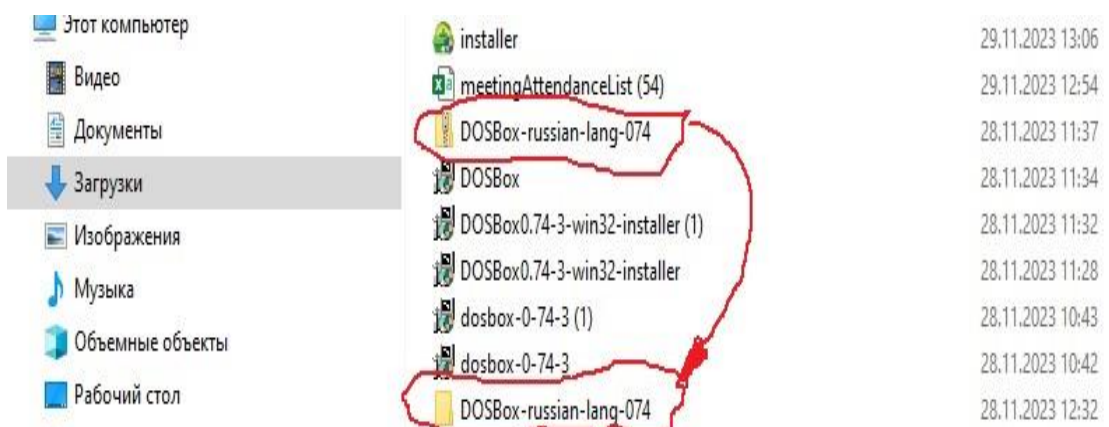 Этот компьютер
Видео
Документы
Загрузки
Изображения
Музыка
Объемные объекты
Рабочий стол
installer 29.11.2023 13:06
meetingAttendanceList (54) 29.11.2023 12:54
DOSBox-russian-lang-074 28.11.2023 11:37
DOSBox 28.11.2023 11:34
DOSBox0.74-3-win32-installer (1) 28.11.2023 11:32
DOSBox0.74-3-win32-installer 28.11.2023 11:28
dosbox-0-74-3 (1) 28.11.2023 10:43
dosbox-0-74-3 28.11.2023 10:42
DOSBox-russian-lang-074 28.11.2023 12:32